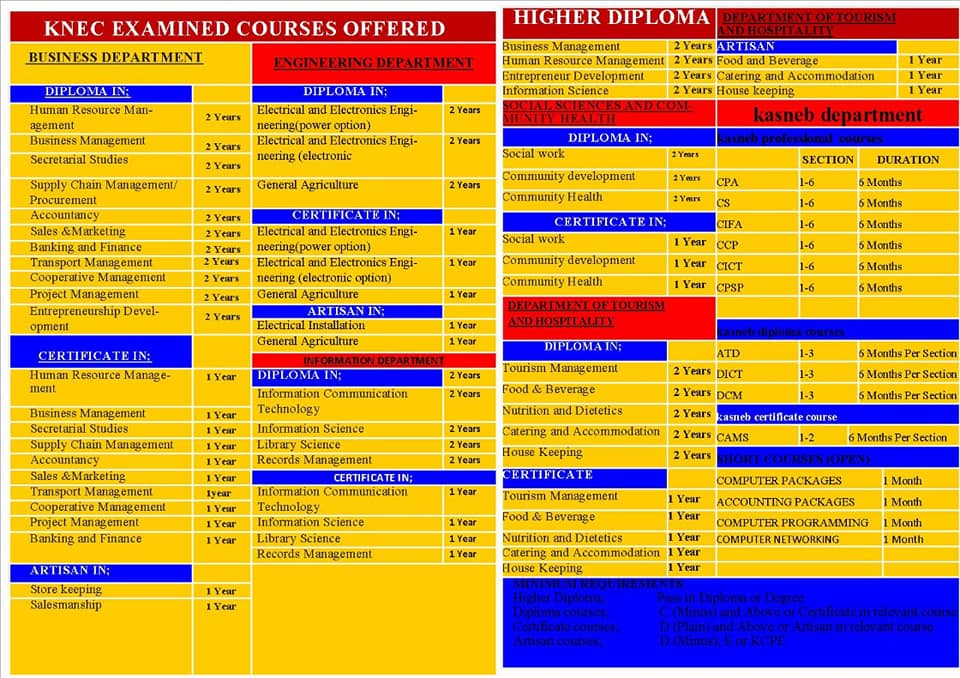 KNEC EXAMINED COURSES OFFERED
BUSINESS DEPARTMENT
DIPLOMA IN;
Human Resource Man-
agement 2 Years
Business Management 2 Years
Secretarial Studies 2 Years
Supply Chain Management/
Procurement 2 Years
Accountancy 2 Years
Sales &Marketing 2 Years
Banking and Finance 2 Years
Transport Management 2 Years
Cooperative Management 2 Years
Project Management 2 Years
Entrepreneurship Devel-
opment 2 Years
CERTIFICATE IN;
Human Resource Manage-
ment 1 Year
Business Management 1 Year
Secretarial Studies 1 Year
Supply Chain Management 1 Year
Accountancy 1 Year
Sales &Marketing 1 Year
Transport Management 1year
Cooperative Management 1 Year
Project Management 1 Year
Banking and Finance 1 Year
ARTISAN IN;
Store keeping 1 Year
Salesmanship 1 Year
ENGINEERING DEPARTMENT
DIPLOMA IN;
Electrical and Electronics Engi-
neering(power option) 2 Years
Electrical and Electronics Engi-
neering (electronic 2 Years
General Agriculture 2 Years
CERTIFICATE IN;
Electrical and Electronics Engi-
neering(power option) 1 Year
Electrical and Electronics Engi-
neering (electronic option) 1 Year
General Agriculture 1 Year
ARTISAN IN;
Electrical Installation 1 Year
General Agriculture 1 Year
INFORMATION DEPARTMENT
DIPLOMA IN; 2 Years
Information Communication
Technology 2 Years
Information Science 2 Years
Library Science 2 Years
Records Management 2 Years
CERTIFICATE IN;
Information Communication
Technology 1 Year
Information Science 1 Year
Library Science 1 Year
Records Management 1 Year
HIGHER DIPLOMA
Business Management 2 Years
Human Resource Management 2 Years
Entrepreneur Development 2 Years
Information Science 2 Years
SOCIAL SCIENCES AND COM-
MUNITY HEALTH
DIPLOMA IN;
Social work 2 Years
Community development 2 Years
Community Health 2 Years
CERTIFICATE IN;
Social work 1 Year
Community development 1 Year
Community Health 1 Year
DEPARTMENT OF TOURISM
AND HOSPITALITY
DIPLOMA IN;
Tourism Management 2 Years
Food & Beverage 2 Years
Nutrition and Dietetics 2 Years
Catering and Accommodation 2 Years
House Keeping 2 Years
CERTIFICATE
Tourism Management 1 Year
Food & Beverage 1 Year
Nutrition and Dietetics 1 Year
Catering and Accommodation 1 Year
House Keeping 1 Year
DEPARTMENT OF TOURISM
AND HOSPITALITY
ARTISAN
Food and Beverage 1 Year
Catering and Accommodation 1 Year
House keeping 1 Year
kasneb department
kasneb professional courses
SECTION DURATION
CPA 1-6 6 Months
CS 1-6 6 Months
CIFA 1-6 6 Months
CCP 1-6 6 Months
CICT 1-6 6 Months
CPSP 1-6 6 Months
kasneb diploma courses
ATD 1-3 6 Months Per Section
DICT 1-3 6 Months Per Section
DCM 1-3 6 Months Per Section
kasneb certificate course
CAMS 1-2 6 Months Per Section
SHORT COURSES (OPEN)
COMPUTER PACKAGES 1 Month
ACCOUNTING PACKAGES 1 Month
COMPUTER PROGRAMMING 1 Month
COMPUTER NETWORKING 1 Month
MINIMUM REQUIREMENTS
Higher Diploma, Pass in Diploma or Degree
Diploma courses, C (Minus) and Above or Certificate in relevant course
Certificate courses, D (Plain) and Above or Artisan in relevant course
Artisan courses, D (Minus), E or KCPE